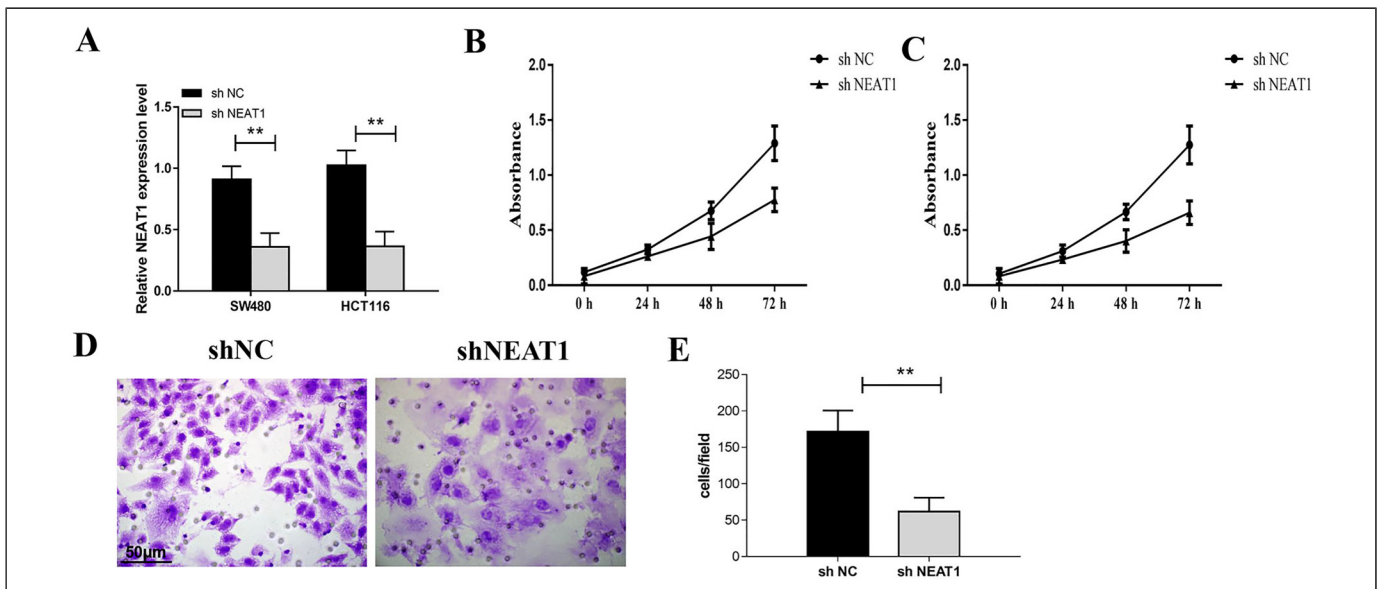 A
sh NC
sh NEAT1
Relative NEAT1 expression level
1.5
1.0
0.5
0.0
**
**
SW480
HCT116
B
sh NC
sh NEAT1
Absorbance
2.0
1.5
1.0
0.5
0.0
0 h
24 h
48 h
72 h
C
sh NC
sh NEAT1
Absorbance
2.0
1.5
1.0
0.5
0.0
0 h
24 h
48 h
72 h
D
shNC
shNEAT1
50μm
E
cells/field
250
200
150
100
50
0
**
sh NC
sh NEAT1